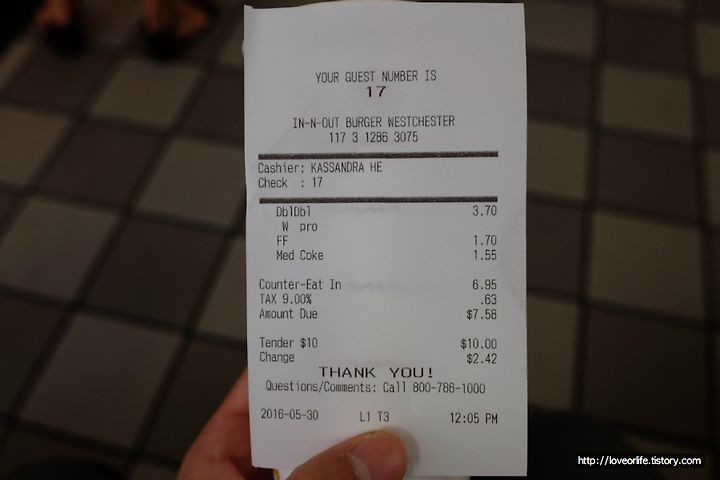 YOUR GUEST NUMBER IS
17
IN-N-OUT BURGER WESTCHESTER
117 3 1286 3075
Cashier: KASSANDRA HE
Check : 17
DblDbl 3.70
W pro
FF 1.70
Med Coke 1.55
Counter-Eat In 6.95
TAX 9.00% .63
Amount Due $7.58
Tender $10 $10.00
Change $2.42
THANK YOU!
Questions/Comments: Call 800-786-1000
2016-05-30 L1 T3 12:05 PM
http://loveorlife.tistory.com